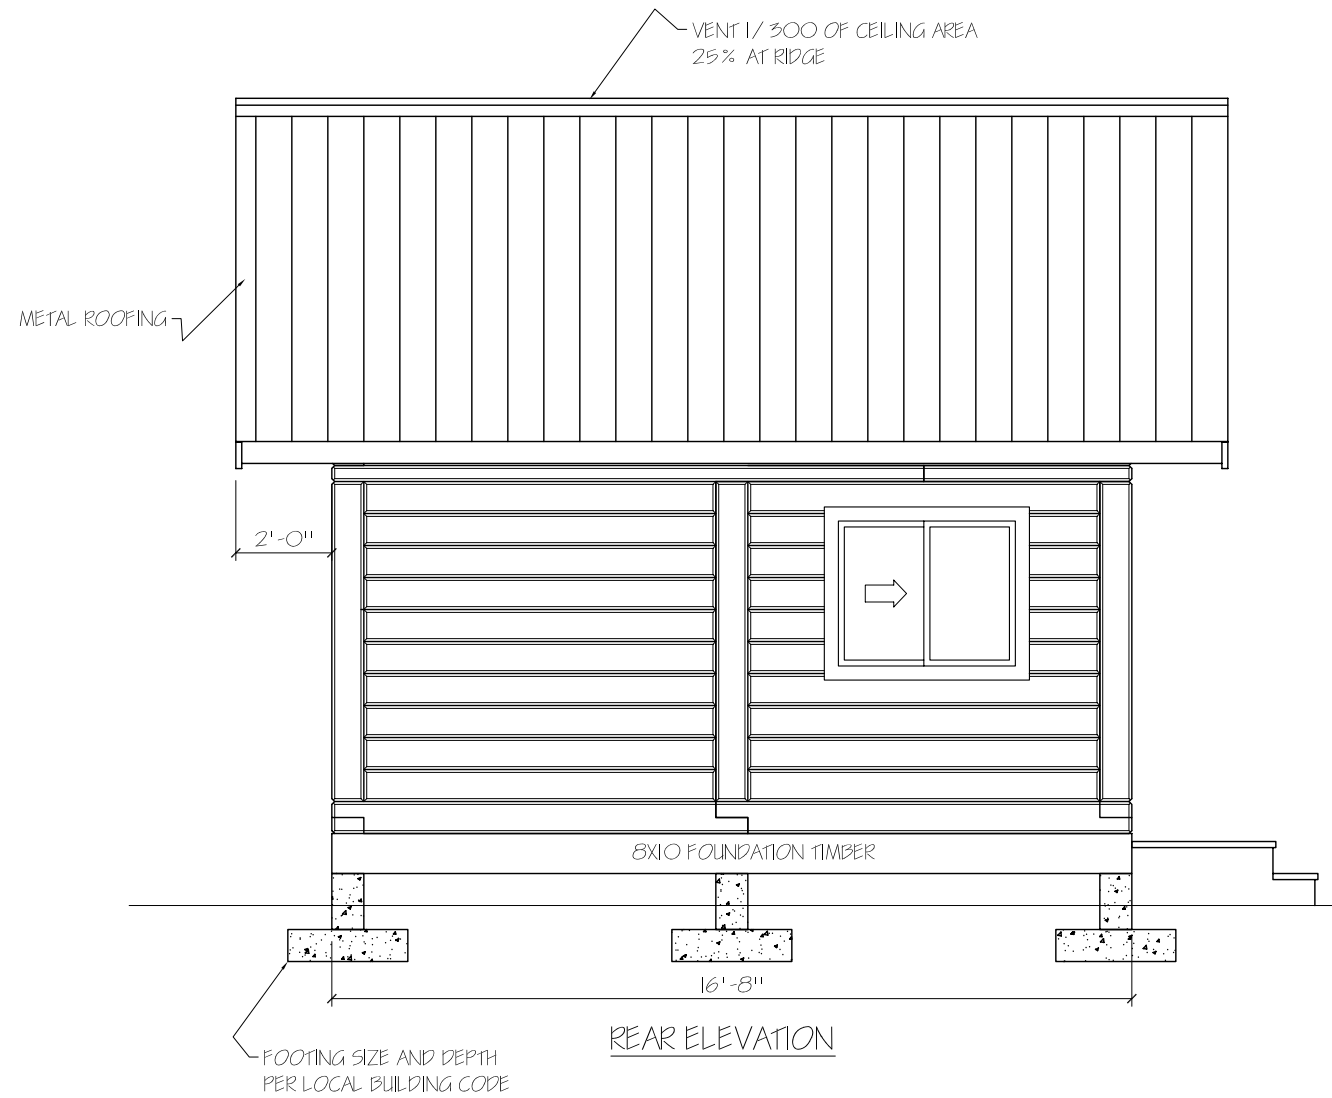 VENT 1/300 OF CEILING AREA
25% AT RIDGE
METAL ROOFING
2'-0"
8X10 FOUNDATION TIMBER
16'-8"
REAR ELEVATION
FOOTING SIZE AND DEPTH
PER LOCAL BUILDING CODE